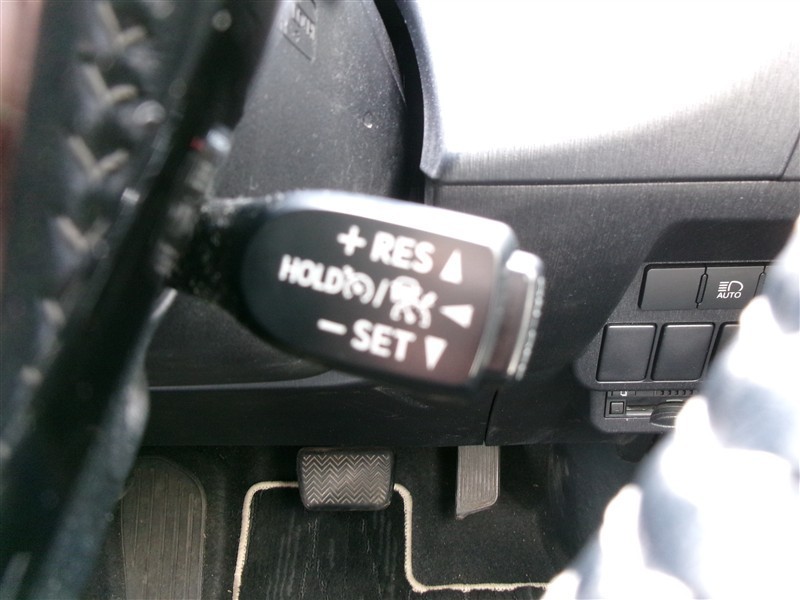 + RES
HOLD /
− SET
AUTO